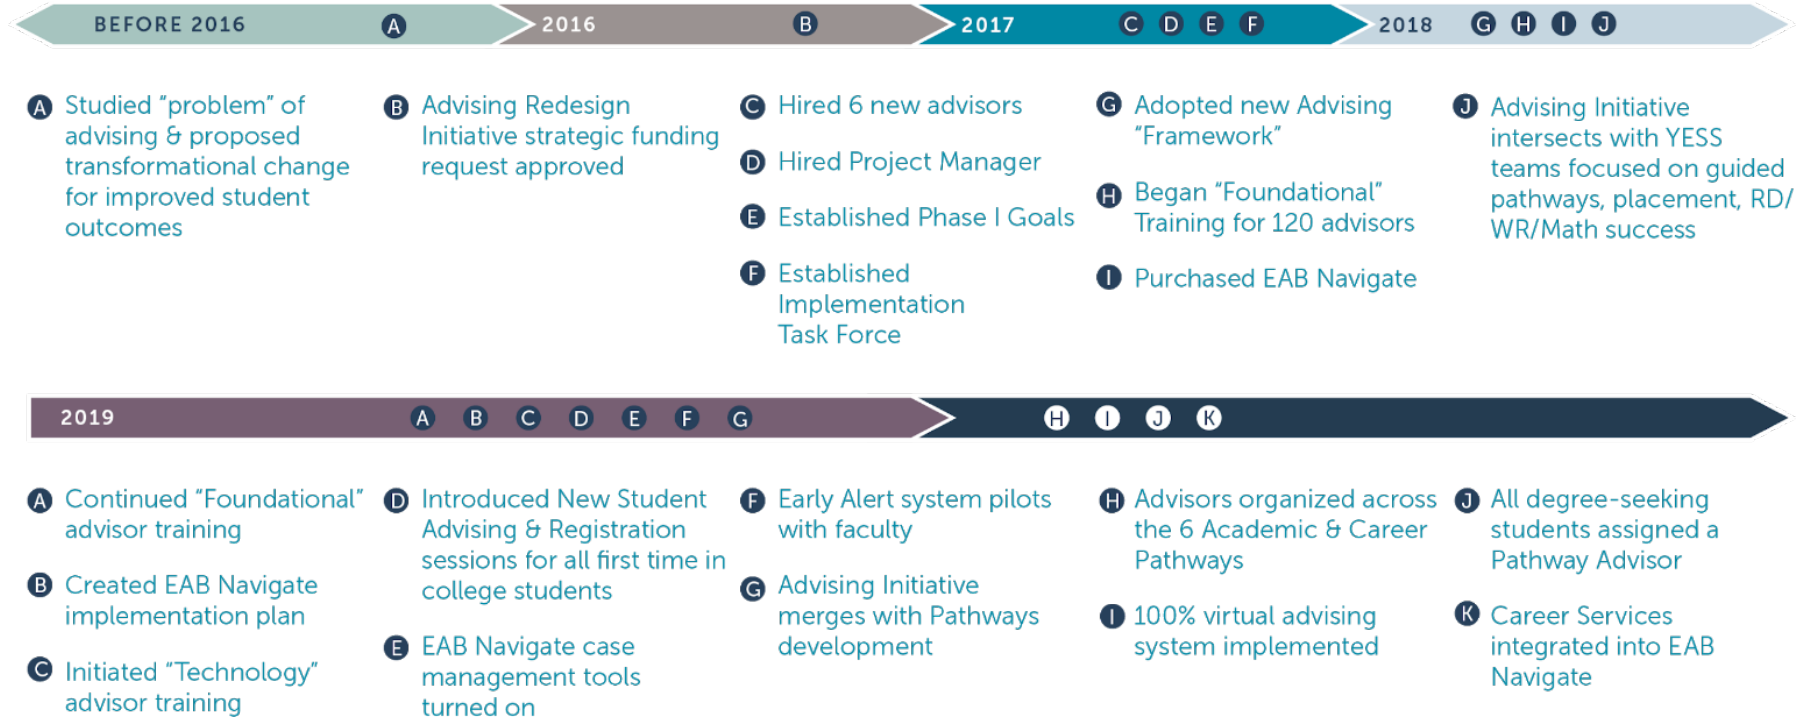 BEFORE 2016 A 2016 B 2017 C D E F 2018 G H I J
A Studied “problem” of
advising & proposed
transformational change
for improved student
outcomes
B Advising Redesign
Initiative strategic funding
request approved
C Hired 6 new advisors
D Hired Project Manager
E Established Phase I Goals
F Established
Implementation
Task Force
G Adopted new Advising
“Framework”
H Began “Foundational”
Training for 120 advisors
I Purchased EAB Navigate
J Advising Initiative
intersects with YESS
teams focused on guided
pathways, placement, RD/
WR/Math success
2019 A B C D E F G H I J K
A Continued “Foundational”
advisor training
B Created EAB Navigate
implementation plan
C Initiated “Technology”
advisor training
D Introduced New Student
Advising & Registration
sessions for all first time in
college students
E EAB Navigate case
management tools
turned on
F Early Alert system pilots
with faculty
G Advising Initiative
merges with Pathways
development
H Advisors organized across
the 6 Academic & Career
Pathways
I 100% virtual advising
system implemented
J All degree-seeking
students assigned a
Pathway Advisor
K Career Services
integrated into EAB
Navigate